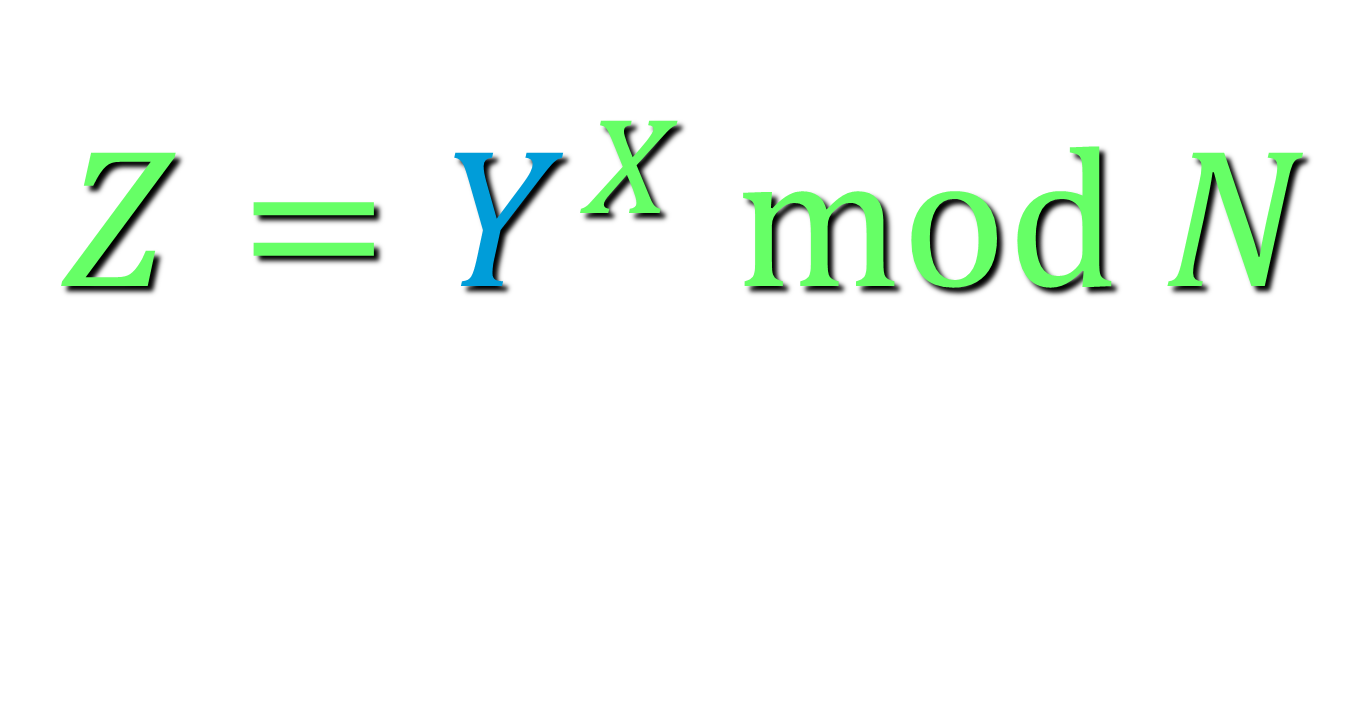 Z = Y^X mod N